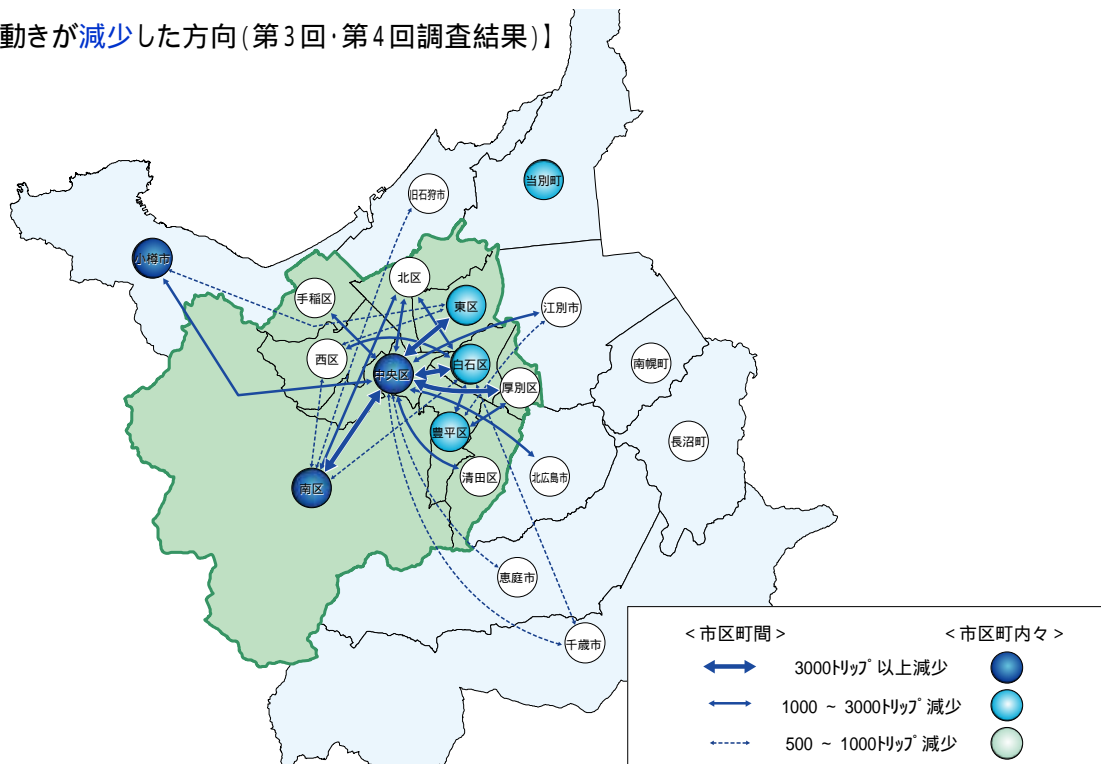 動きが減少した方向(第3回･第4回調査結果)】
当別町
旧石狩市
小樽市
北区
手稲区
東区
江別市
西区
白石区
南幌町
中央区
厚別区
豊平区
長沼町
清田区
北広島市
南区
恵庭市
千歳市
<市区町間> <市区町内々>
3000ﾄﾘｯﾌﾟ以上減少
1000 ~ 3000ﾄﾘｯﾌﾟ減少
500 ~ 1000ﾄﾘｯﾌﾟ減少